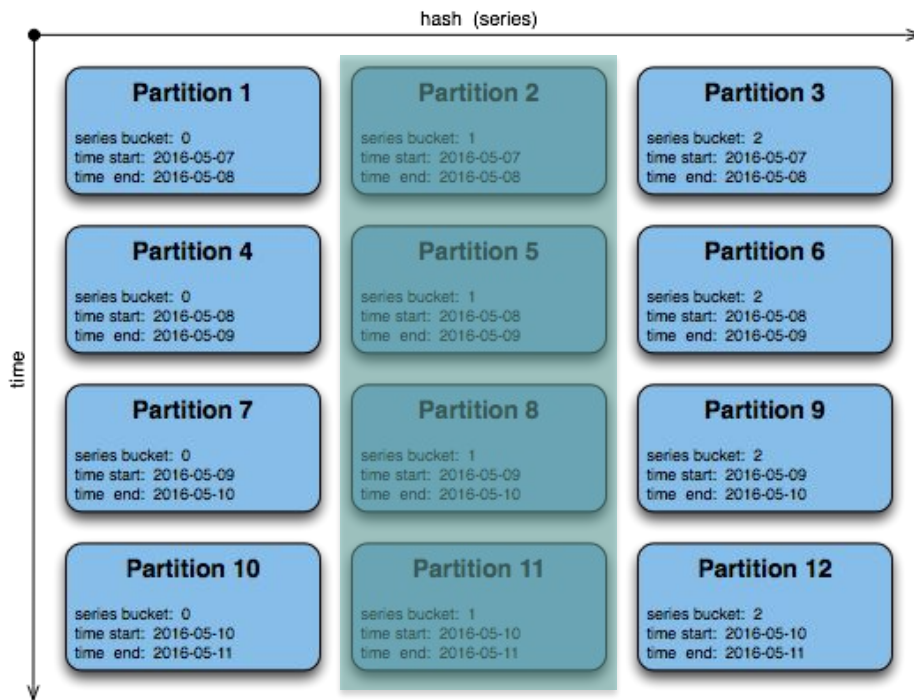 hash (series)
time
Partition 1
series bucket: 0
time start: 2016-05-07
time end: 2016-05-08
Partition 2
series bucket: 1
time start: 2016-05-07
time end: 2016-05-08
Partition 3
series bucket: 2
time start: 2016-05-07
time end: 2016-05-08
Partition 4
series bucket: 0
time start: 2016-05-08
time end: 2016-05-09
Partition 5
series bucket: 1
time start: 2016-05-08
time end: 2016-05-09
Partition 6
series bucket: 2
time start: 2016-05-08
time end: 2016-05-09
Partition 7
series bucket: 0
time start: 2016-05-09
time end: 2016-05-10
Partition 8
series bucket: 1
time start: 2016-05-09
time end: 2016-05-10
Partition 9
series bucket: 2
time start: 2016-05-09
time end: 2016-05-10
Partition 10
series bucket: 0
time start: 2016-05-10
time end: 2016-05-11
Partition 11
series bucket: 1
time start: 2016-05-10
time end: 2016-05-11
Partition 12
series bucket: 2
time start: 2016-05-10
time end: 2016-05-11